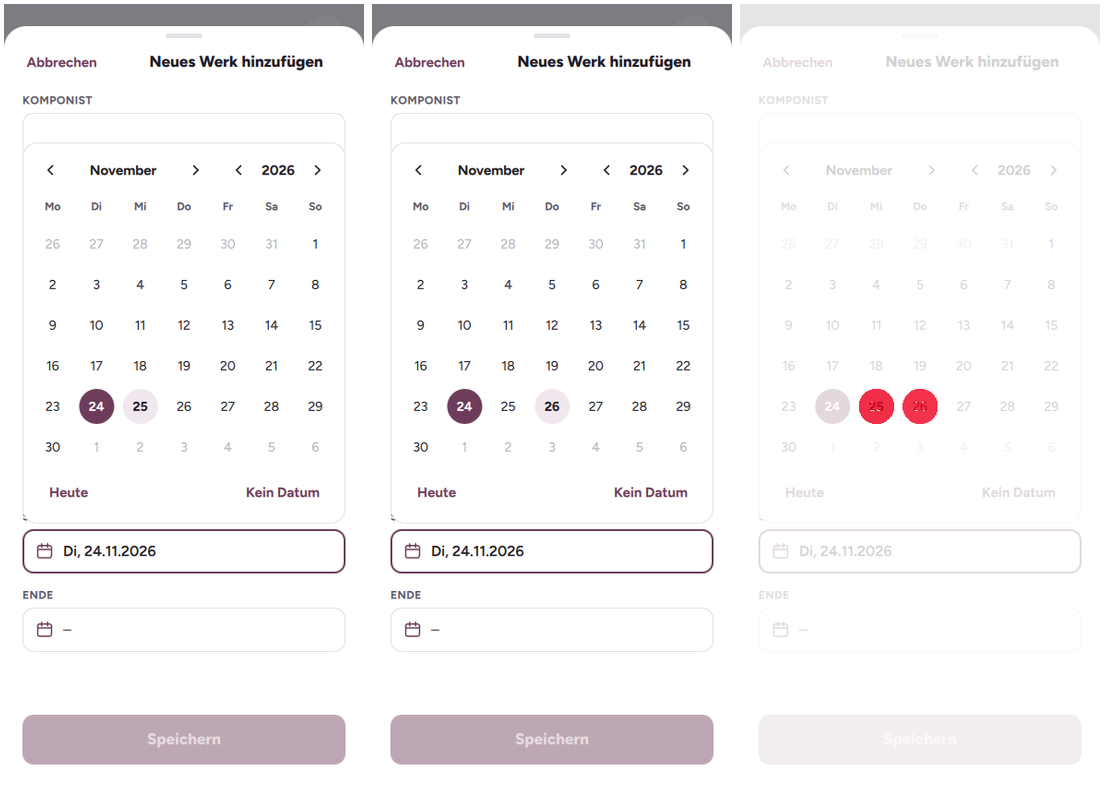 Abbrechen Neues Werk hinzufügen
KOMPONIST
November 2026
Mo Di Mi Do Fr Sa So
26 27 28 29 30 31 1
2 3 4 5 6 7 8
9 10 11 12 13 14 15
16 17 18 19 20 21 22
23 24 25 26 27 28 29
30 1 2 3 4 5 6
Heute Kein Datum
Di, 24.11.2026
ENDE
–
Speichern
Abbrechen Neues Werk hinzufügen
KOMPONIST
November 2026
Mo Di Mi Do Fr Sa So
26 27 28 29 30 31 1
2 3 4 5 6 7 8
9 10 11 12 13 14 15
16 17 18 19 20 21 22
23 24 25 26 27 28 29
30 1 2 3 4 5 6
Heute Kein Datum
Di, 24.11.2026
ENDE
–
Speichern
Abbrechen Neues Werk hinzufügen
KOMPONIST
November 2026
Mo Di Mi Do Fr Sa So
26 27 28 29 30 31 1
2 3 4 5 6 7 8
9 10 11 12 13 14 15
16 17 18 19 20 21 22
23 24 25 26 27 28 29
30 1 2 3 4 5 6
Heute Kein Datum
Di, 24.11.2026
ENDE
–
Speichern